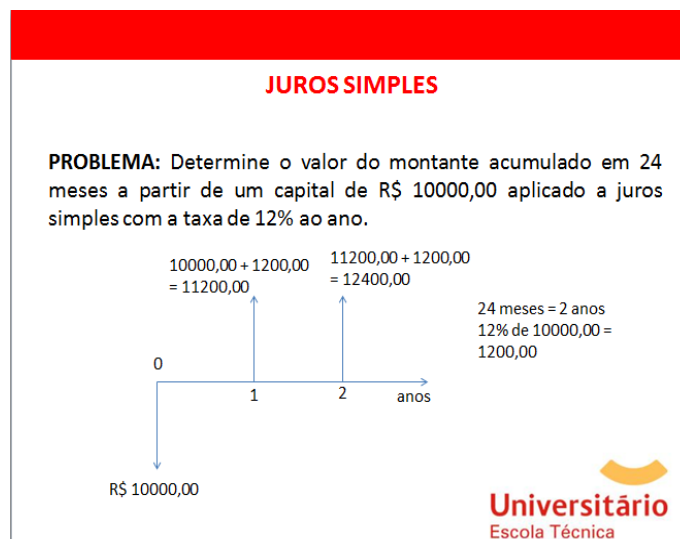 JUROS SIMPLES
PROBLEMA: Determine o valor do montante acumulado em 24
meses a partir de um capital de R$ 10000,00 aplicado a juros
simples com a taxa de 12% ao ano.
10000,00 + 1200,00
= 11200,00
11200,00 + 1200,00
= 12400,00
24 meses = 2 anos
12% de 10000,00 =
1200,00
0
1
2
anos
R$ 10000,00
Universitário
Escola Técnica